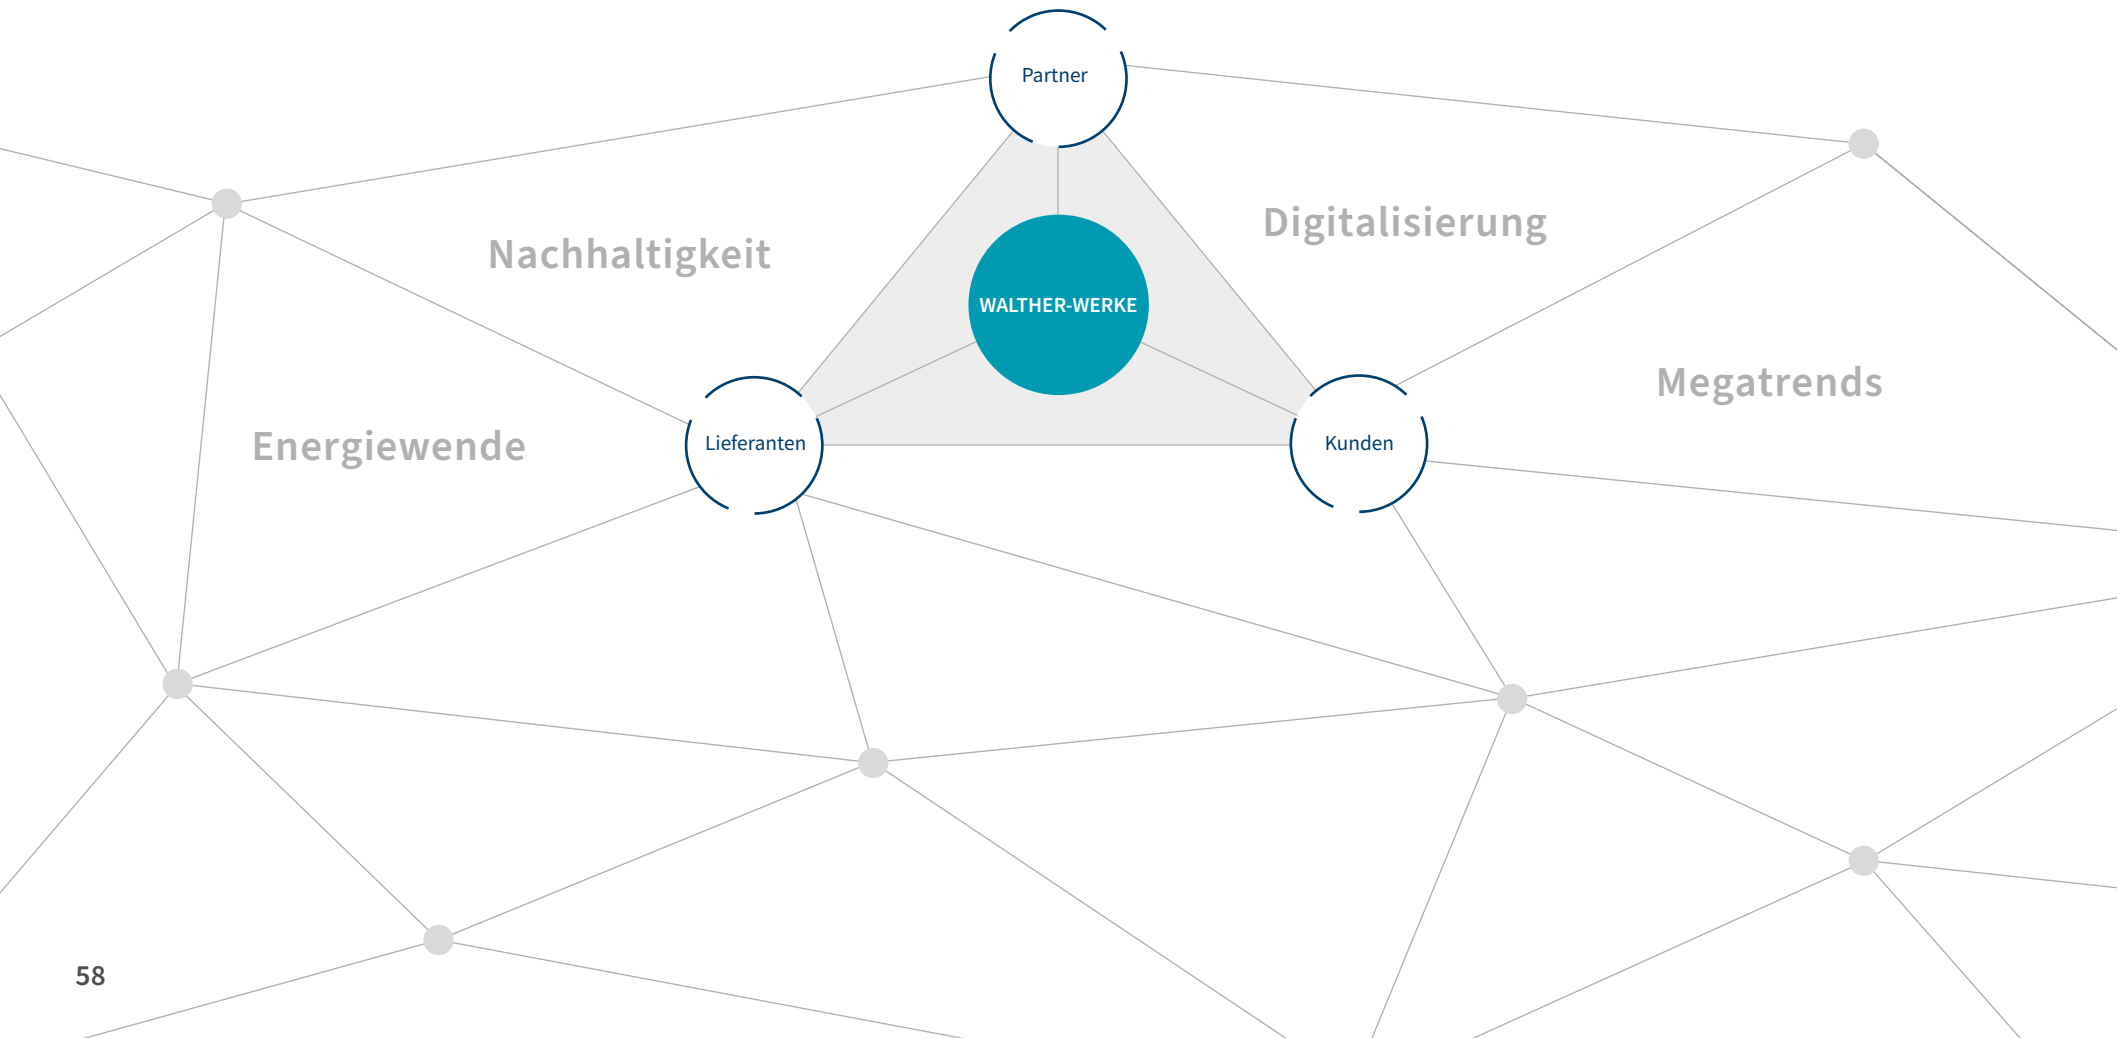 Partner
Digitalisierung
Nachhaltigkeit
WALTHER-WERKE
Megatrends
Lieferanten
Kunden
Energiewende
58